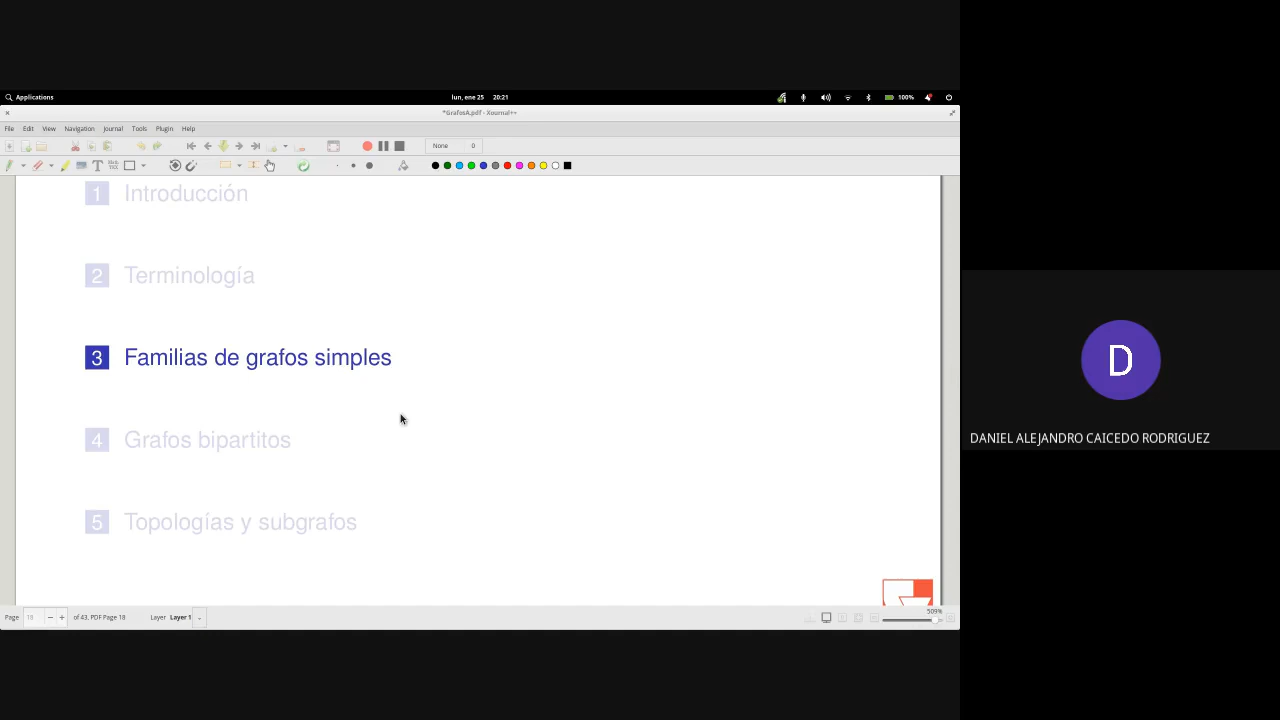 Applications
lun, ene 25 20:21
100%
*GrafosA.pdf - Xournal++
File Edit View Navigation Journal Tools Plugin Help
None 0
1 Introducción
2 Terminología
3 Familias de grafos simples
4 Grafos bipartitos
5 Topologías y subgrafos
Page 18 of 43, PDF Page 18 Layer Layer 1
509%
D
DANIEL ALEJANDRO CAICEDO RODRIGUEZ